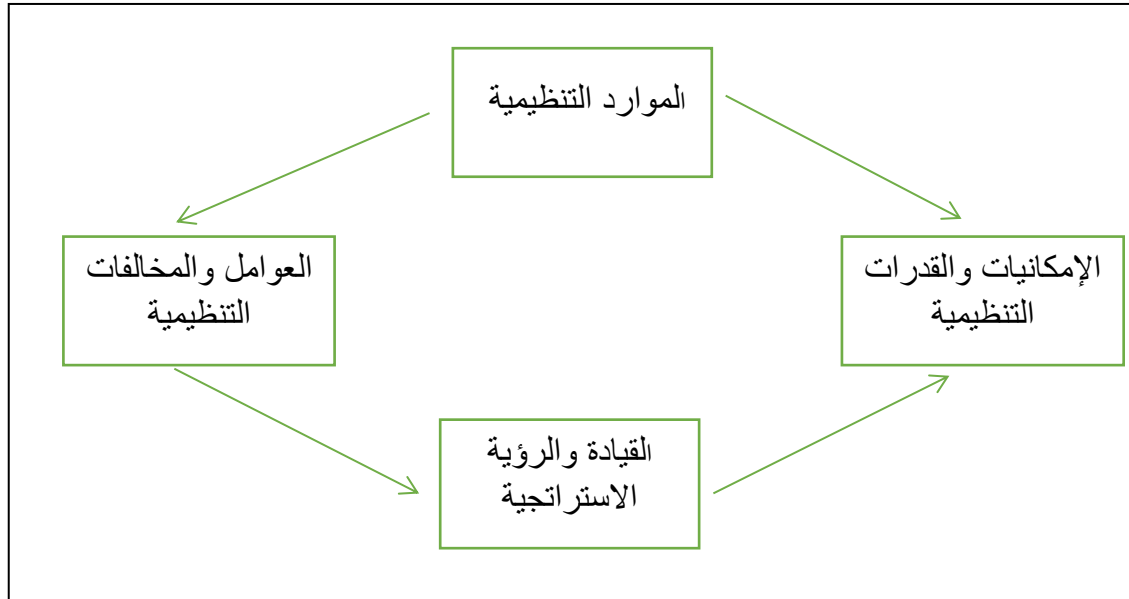 الموارد التنظيمية
الإمكانيات والقدرات
التنظيمية
العوامل والمخالفات
التنظيمية
القيادة والرؤية
الاستراتجية